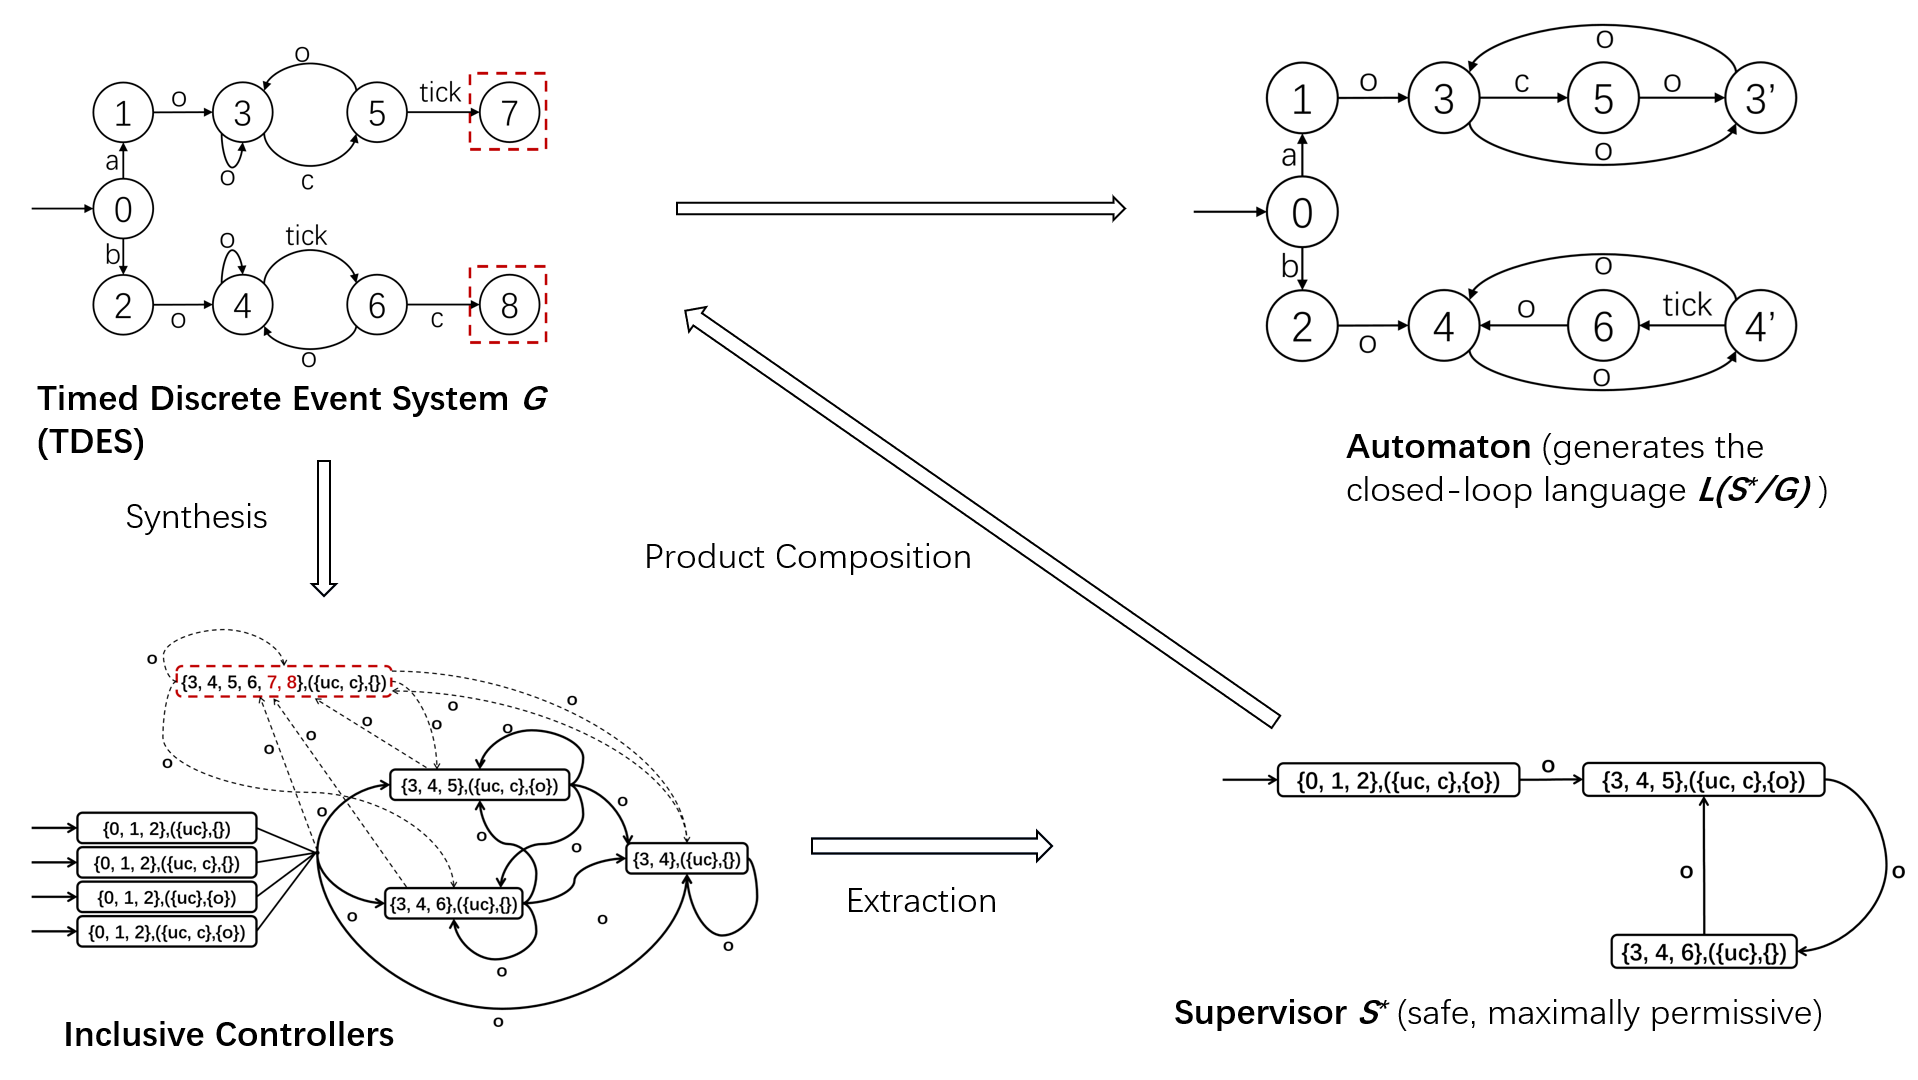 o
1
o
3
5
tick
7
a
o
c
0
b
o
tick
2
o
4
6
c
8
o
Timed Discrete Event System G
(TDES)
o
1
o
3
c
5
o
3’
a
o
0
b
o
2
o
4
o
6
tick
4’
o
Automaton (generates the
closed-loop language L(S*/G) )
Synthesis
Product Composition
o
{3, 4, 5, 6, 7, 8},({uc, c},{})
o
o
o
o
o
o
o
o
o
{3, 4, 5},({uc, c},{o})
o
o
{0, 1, 2},({uc},{})
o
o
{0, 1, 2},({uc, c},{})
{3, 4},({uc},{})
{0, 1, 2},({uc},{o})
{3, 4, 6},({uc},{})
o
o
{0, 1, 2},({uc, c},{o})
o
o
o
Inclusive Controllers
Extraction
{0, 1, 2},({uc, c},{o})
o
{3, 4, 5},({uc, c},{o})
o
o
{3, 4, 6},({uc},{})
Supervisor S* (safe, maximally permissive)